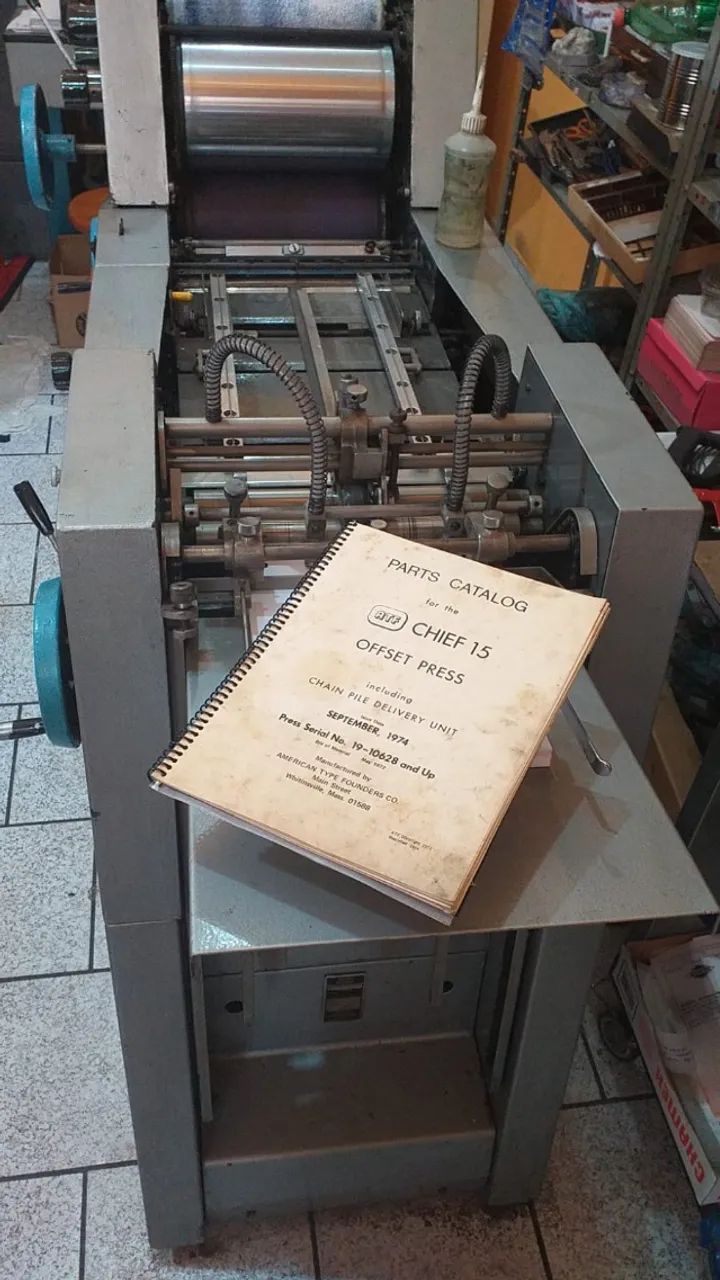 PARTS CATALOG
for the
ATF CHIEF 15
OFFSET PRESS
including
CHAIN PILE DELIVERY UNIT
SEPTEMBER, 1974
Press Serial No. 19-10628 and Up
Manufactured by
AMERICAN TYPE FOUNDERS CO.
Main Street
Whitinsville, Mass. 01588
CHAMEX